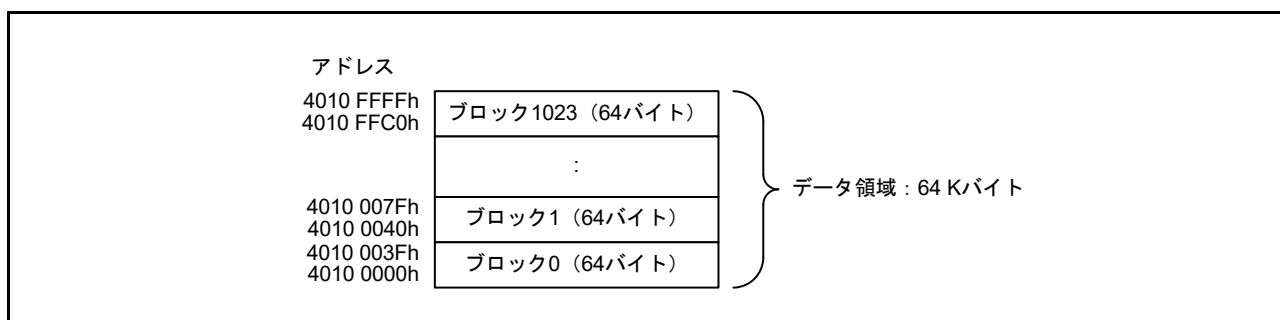 アドレス
4010 FFFFh
4010 FFC0h
ブロック1023（64バイト）
:
データ領域：64 Kバイト
4010 007Fh
4010 0040h
ブロック1（64バイト）
4010 003Fh
4010 0000h
ブロック0（64バイト）